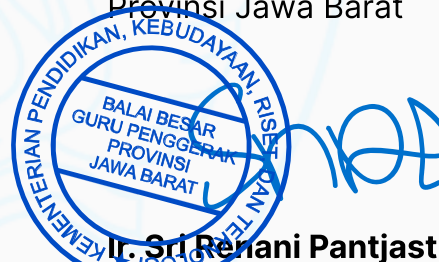 Provinsi Jawa Barat
KEMENTERIAN PENDIDIKAN, KEBUDAYAAN, RISET DAN TEKNOLOGI
BALAI BESAR
GURU PENGGERAK
PROVINSI
JAWA BARAT
Ir. Sri Renani Pantjast